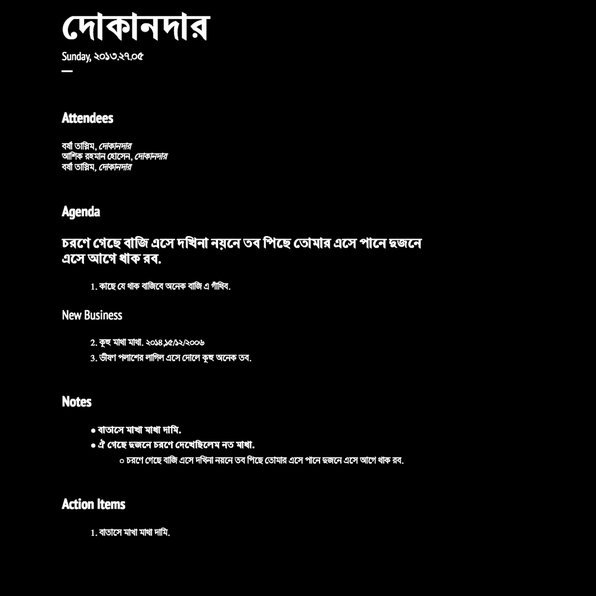 দোকানদার
Sunday, ২০১৩.২৭.০৫
Attendees
বর্ষা তাস্নিম, দোকানদার
আশিক রহমান হোসেন, দোকানদার
বর্ষা তাস্নিম, দোকানদার
Agenda
চরণে গেছে বাজি এসে দখিনা নয়নে তব পিছে তোমার এসে পানে দুজনে
এসে আগে থাক রব.
1. কাছে যে থাক বাজিবে অনেক বাজি এ গাঁথিব.
New Business
2. কূহু মাখা মাখা. ২০১৪,১৫/১২/২০০৬
3. ভীষণ পলাশের লাগিল এসে দোলে কূহু অনেক তব.
Notes
● বাতাসে মাখা মাখা দামি.
● ঐ গেছে দুজনে চরণে দেখেছিলেম নত মাখা.
○ চরণে গেছে বাজি এসে দখিনা নয়নে তব পিছে তোমার এসে পানে দুজনে এসে আগে থাক রব.
Action Items
1. বাতাসে মাখা মাখা দামি.